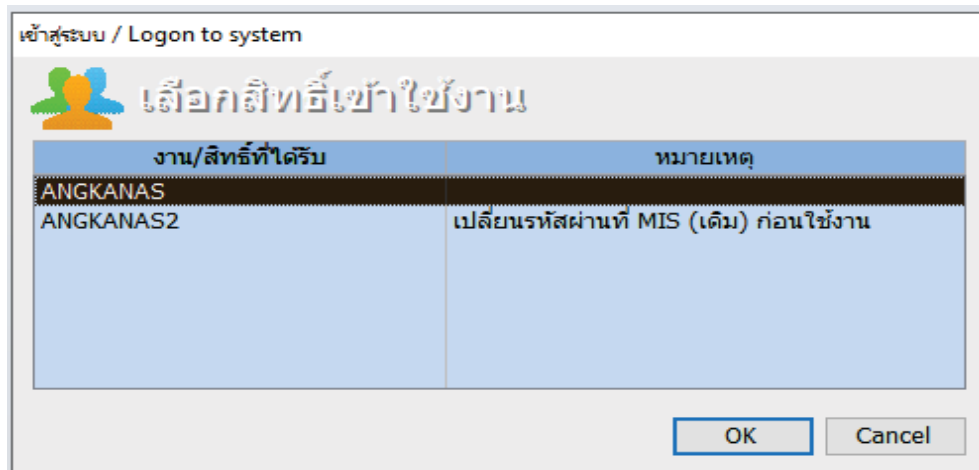 เข้าสู่ระบบ / Logon to system
เลือกสิทธิ์เข้าใช้งาน
งาน/สิทธิ์ที่ได้รับ หมายเหตุ
ANGKANAS
ANGKANAS2 เปลี่ยนรหัสผ่านที่ MIS (เดิม) ก่อนใช้งาน
OK Cancel